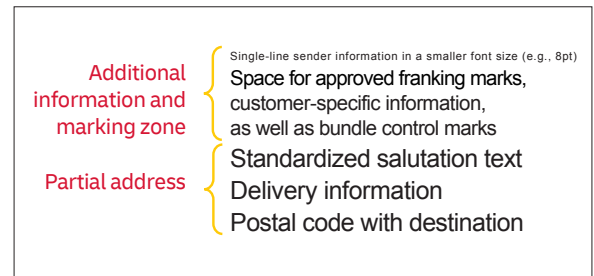 Additional
information and
marking zone
Single-line sender information in a smaller font size (e.g., 8pt)
Space for approved franking marks,
customer-specific information,
as well as bundle control marks
Partial address
Standardized salutation text
Delivery information
Postal code with destination